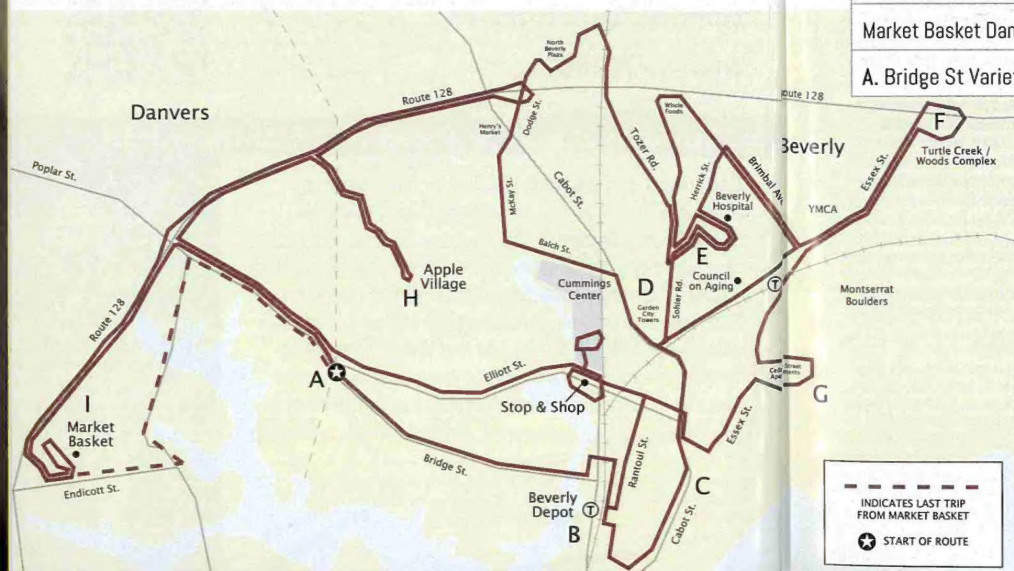 Market Basket Dan
A. Bridge St Variet
North
Beverly
Plaza
Route 128
oute 128
Danvers
Whole
Foods
Dodge St.
Henry's
Market
Tozer Rd.
Herrick St.
Beverly
F
Turtle Creek /
Woods Complex
Poplar St.
McKay St.
Cabot St.
Beverly
Hospital
Brimbal Ave
Essex St.
YMCA
Balch St.
E
Apple
Village
H
Cummings
Center
D
Garden
City
Towers
Sohier Rd.
Council
on Aging
T
Montserrat
Boulders
Route 128
A
Elliott St.
Stop & Shop
Street
G
I
Market
Basket
Endicott St.
Bridge St.
Rantoul St.
Essex St.
C
Beverly
Depot
T
B
Cabot St.
INDICATES LAST TRIP
FROM MARKET BASKET
START OF ROUTE